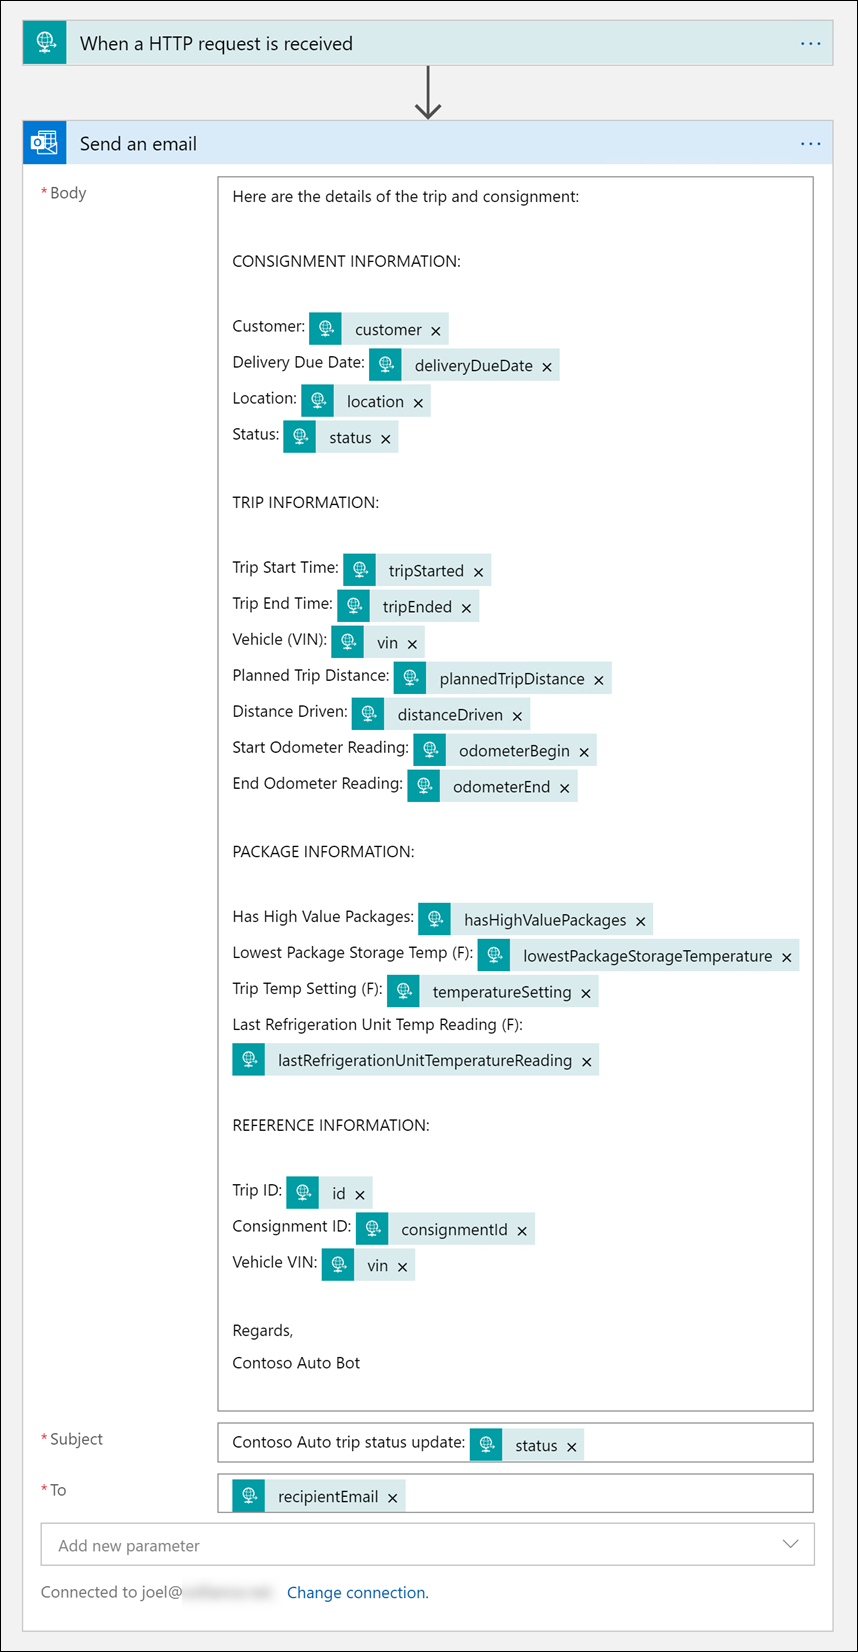 When a HTTP request is received ...
Send an email ...
* Body
Here are the details of the trip and consignment:
CONSIGNMENT INFORMATION:
Customer: customer ×
Delivery Due Date: deliveryDueDate ×
Location: location ×
Status: status ×
TRIP INFORMATION:
Trip Start Time: tripStarted ×
Trip End Time: tripEnded ×
Vehicle (VIN): vin ×
Planned Trip Distance: plannedTripDistance ×
Distance Driven: distanceDriven ×
Start Odometer Reading: odometerBegin ×
End Odometer Reading: odometerEnd ×
PACKAGE INFORMATION:
Has High Value Packages: hasHighValuePackages ×
Lowest Package Storage Temp (F): lowestPackageStorageTemperature ×
Trip Temp Setting (F): temperatureSetting ×
Last Refrigeration Unit Temp Reading (F):
lastRefrigerationUnitTemperatureReading ×
REFERENCE INFORMATION:
Trip ID: id ×
Consignment ID: consignmentId ×
Vehicle VIN: vin ×
Regards,
Contoso Auto Bot
* Subject
Contoso Auto trip status update: status ×
* To
recipientEmail ×
Add new parameter
Connected to joel@ Change connection.